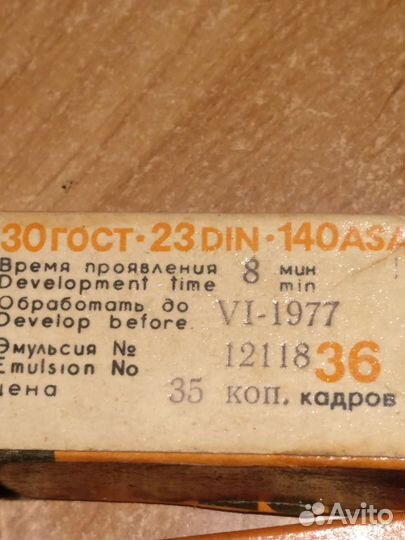 30 ГОСТ · 23 DIN · 140 ASA
Время проявления 8 мин
Development time min
Обработать до VI-1977
Develop before
Эмульсия № 12118 36
Emulsion No
цена 35 коп. кадров
Avito